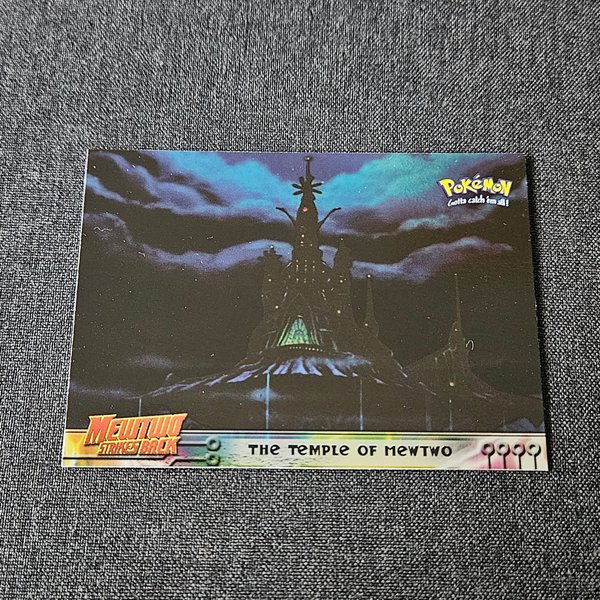 POKéMON
Gotta catch 'em all!
MEWTWO
STRIKES BACK
THE TEMPLE OF MEWTWO